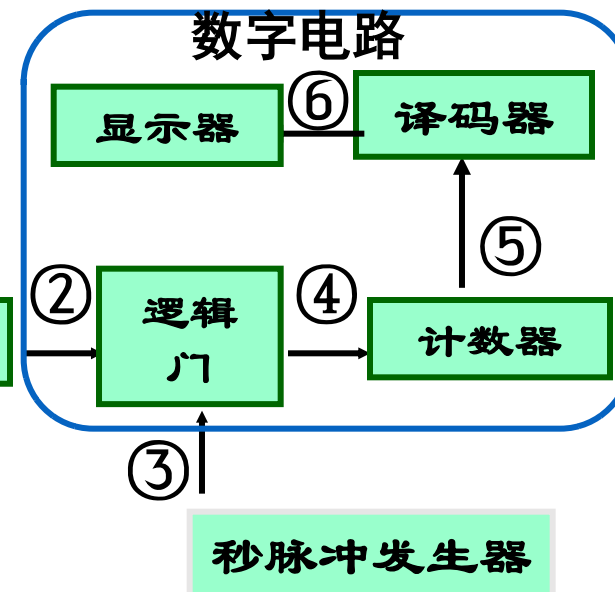 数字电路
显示器
⑥
译码器
⑤
②
逻辑
门
④
计数器
③
秒脉冲发生器